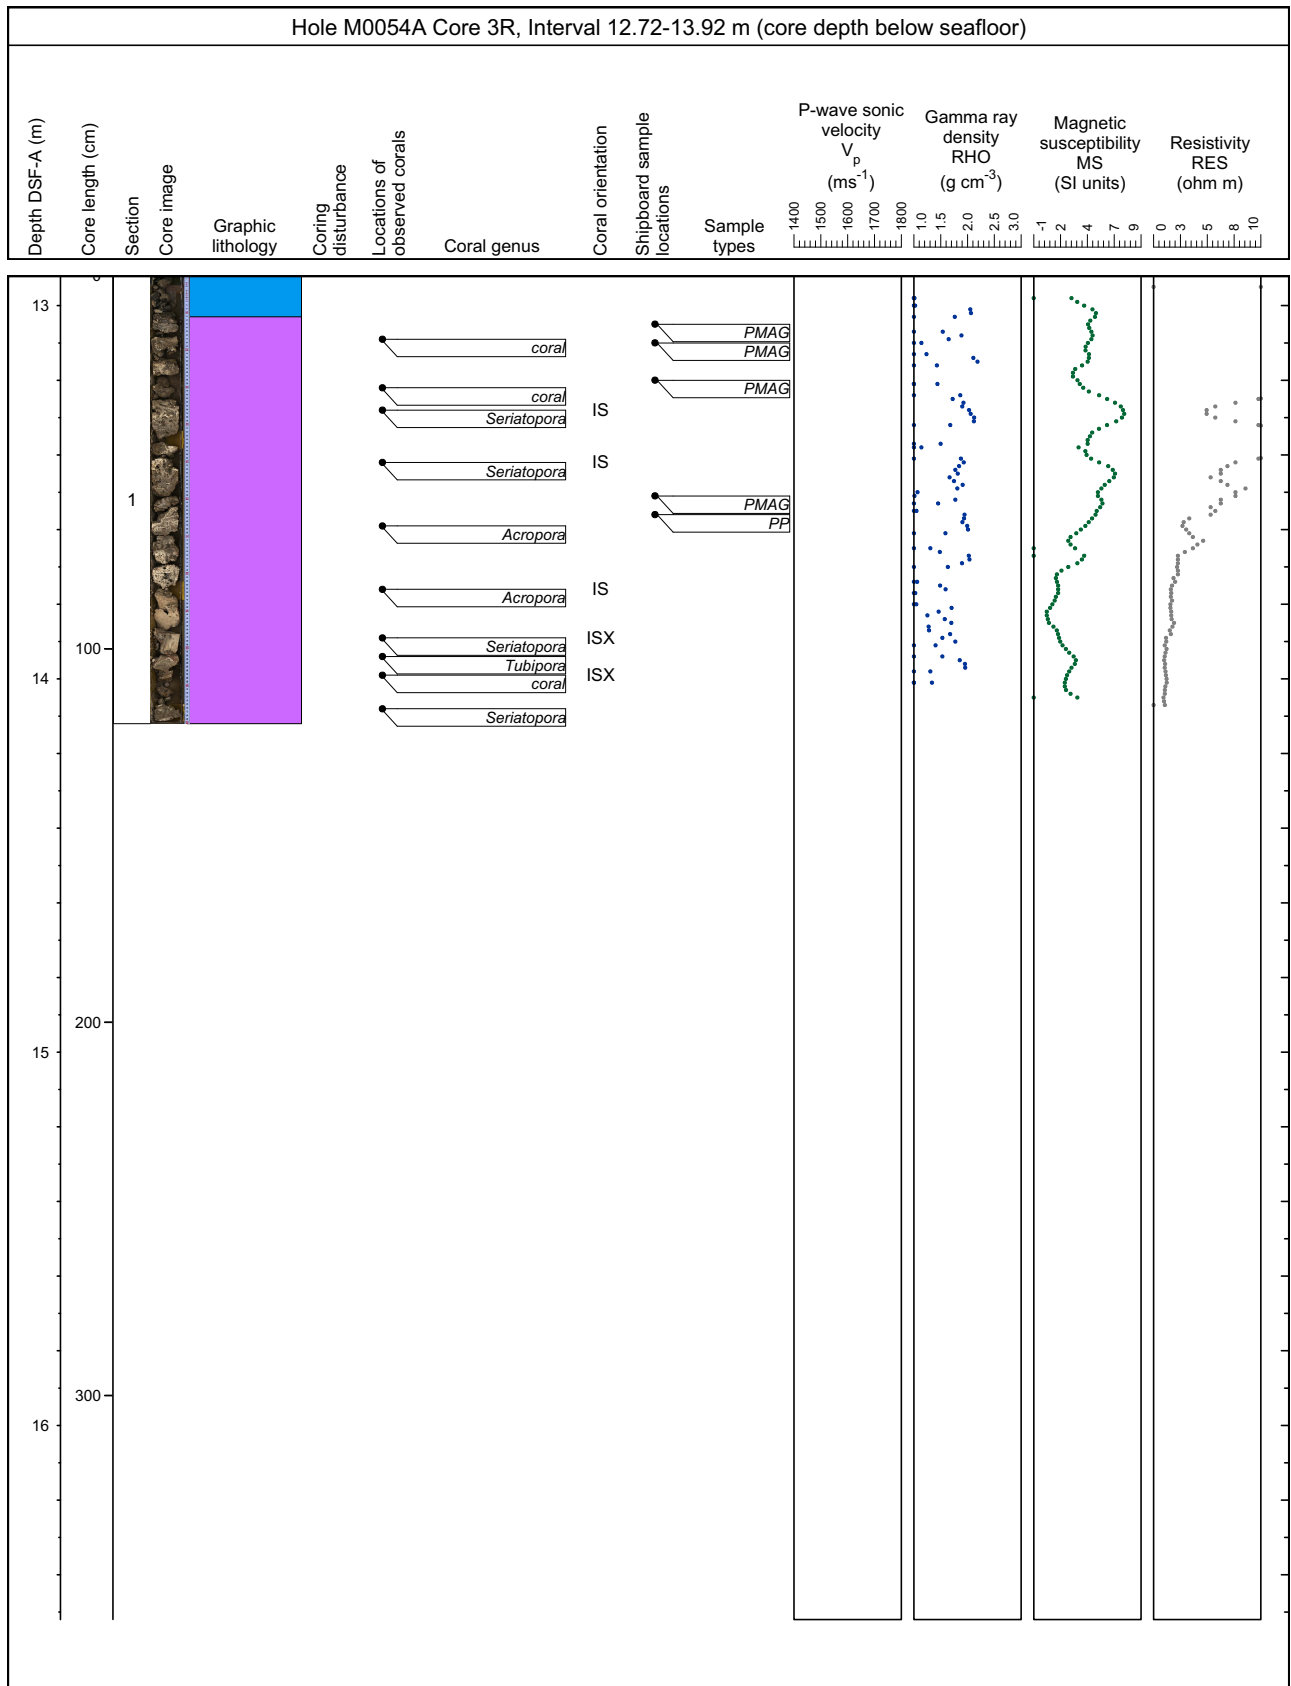 Hole M0054A Core 3R, Interval 12.72-13.92 m (core depth below seafloor)
Depth DSF-A (m)
Core length (cm)
Section
Core image
Graphic
lithology
Coring
disturbance
Locations of
observed corals
Coral genus
Coral orientation
Shipboard sample
locations
Sample
types
P-wave sonic
velocity
Vp
(ms-1)
1400 1500 1600 1700 1800
Gamma ray
density
RHO
(g cm-3)
1.0 1.5 2.0 2.5 3.0
Magnetic
susceptibility
MS
(SI units)
-1 2 4 7 9
Resistivity
RES
(ohm m)
0 3 5 8 10
13
PMAG
coral
PMAG
PMAG
coral
Seriatopora IS
Seriatopora IS
1
PMAG
PP
Acropora
Acropora IS
Seriatopora ISX
100
Tubipora
coral ISX
14
Seriatopora
200
15
300
16